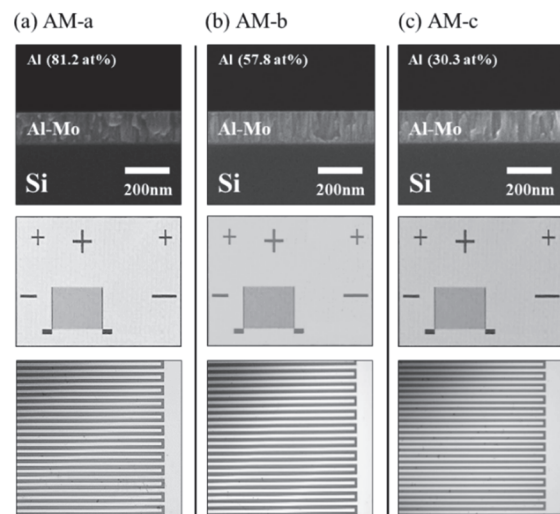 (a) AM-a
(b) AM-b
(c) AM-c
Al (81.2 at%)
Al-Mo
Si
200nm
Al (57.8 at%)
Al-Mo
Si
200nm
Al (30.3 at%)
Al-Mo
Si
200nm